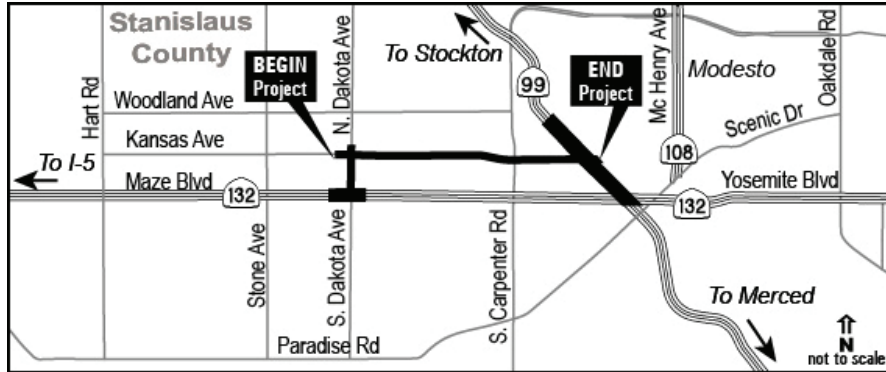 Stanislaus
County
Hart Rd
BEGIN
Project
N. Dakota Ave
To Stockton
99
END
Project
Mc Henry Ave
Modesto
Oakdale Rd
Woodland Ave
Kansas Ave
Scenic Dr
108
To I-5
Maze Blvd
132
Yosemite Blvd
132
Stone Ave
S. Dakota Ave
S. Carpenter Rd
Paradise Rd
To Merced
N
not to scale